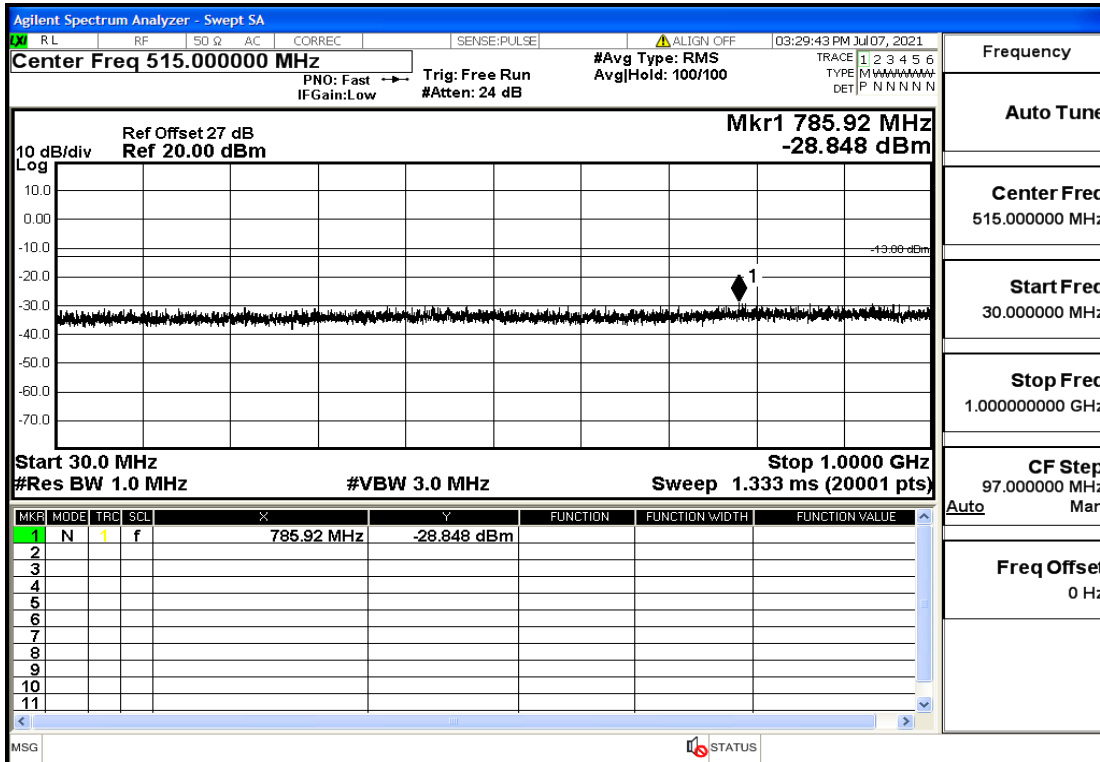 Agilent Spectrum Analyzer - Swept SA
LXI RL RF 50 Ω AC CORREC SENSE:PULSE ALIGN OFF 03:29:43 PM Jul 07, 2021
Center Freq 515.000000 MHz
PNO: Fast
IFGain:Low
Trig: Free Run
#Atten: 24 dB
#Avg Type: RMS
Avg|Hold: 100/100
TRACE 1 2 3 4 5 6
TYPE M WWWWW
DET P N N N N N
Frequency
Auto Tune
Center Freq
515.000000 MHz
Start Freq
30.000000 MHz
Stop Freq
1.000000000 GHz
CF Step
97.000000 MHz
Auto Man
Freq Offset
0 Hz
Mkr1 785.92 MHz
-28.848 dBm
Ref Offset 27 dB
10 dB/div Ref 20.00 dBm
Log
10.0
0.00
-10.0
-13.00 dBm
-20.0
1
-30.0
-40.0
-50.0
-60.0
-70.0
Start 30.0 MHz Stop 1.0000 GHz
#Res BW 1.0 MHz #VBW 3.0 MHz Sweep 1.333 ms (20001 pts)
MKR MODE TRC SCL X Y FUNCTION FUNCTION WIDTH FUNCTION VALUE
1 N 1 f 785.92 MHz -28.848 dBm
2
3
4
5
6
7
8
9
10
11
MSG STATUS